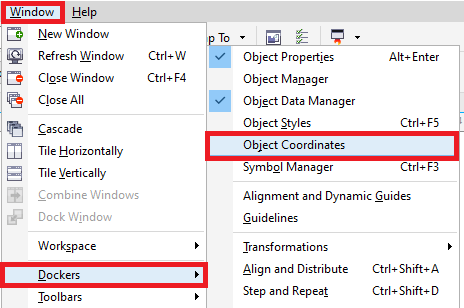 Window Help
New Window
Refresh Window Ctrl+W
Close Window Ctrl+F4
Close All
Cascade
Tile Horizontally
Tile Vertically
Combine Windows
Dock Window
Workspace
Dockers
Toolbars
p To
Object Properties Alt+Enter
Object Manager
Object Data Manager
Object Styles Ctrl+F5
Object Coordinates
Symbol Manager Ctrl+F3
Alignment and Dynamic Guides
Guidelines
Transformations
Align and Distribute Ctrl+Shift+A
Step and Repeat Ctrl+Shift+D